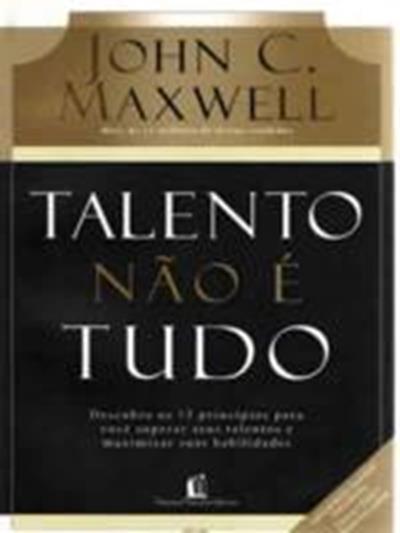 JOHN C.
MAXWELL
TALENTO
NÃO É
TUDO
Descubra os 13 princípios para
você superar seus talentos e
maximizar suas habilidades